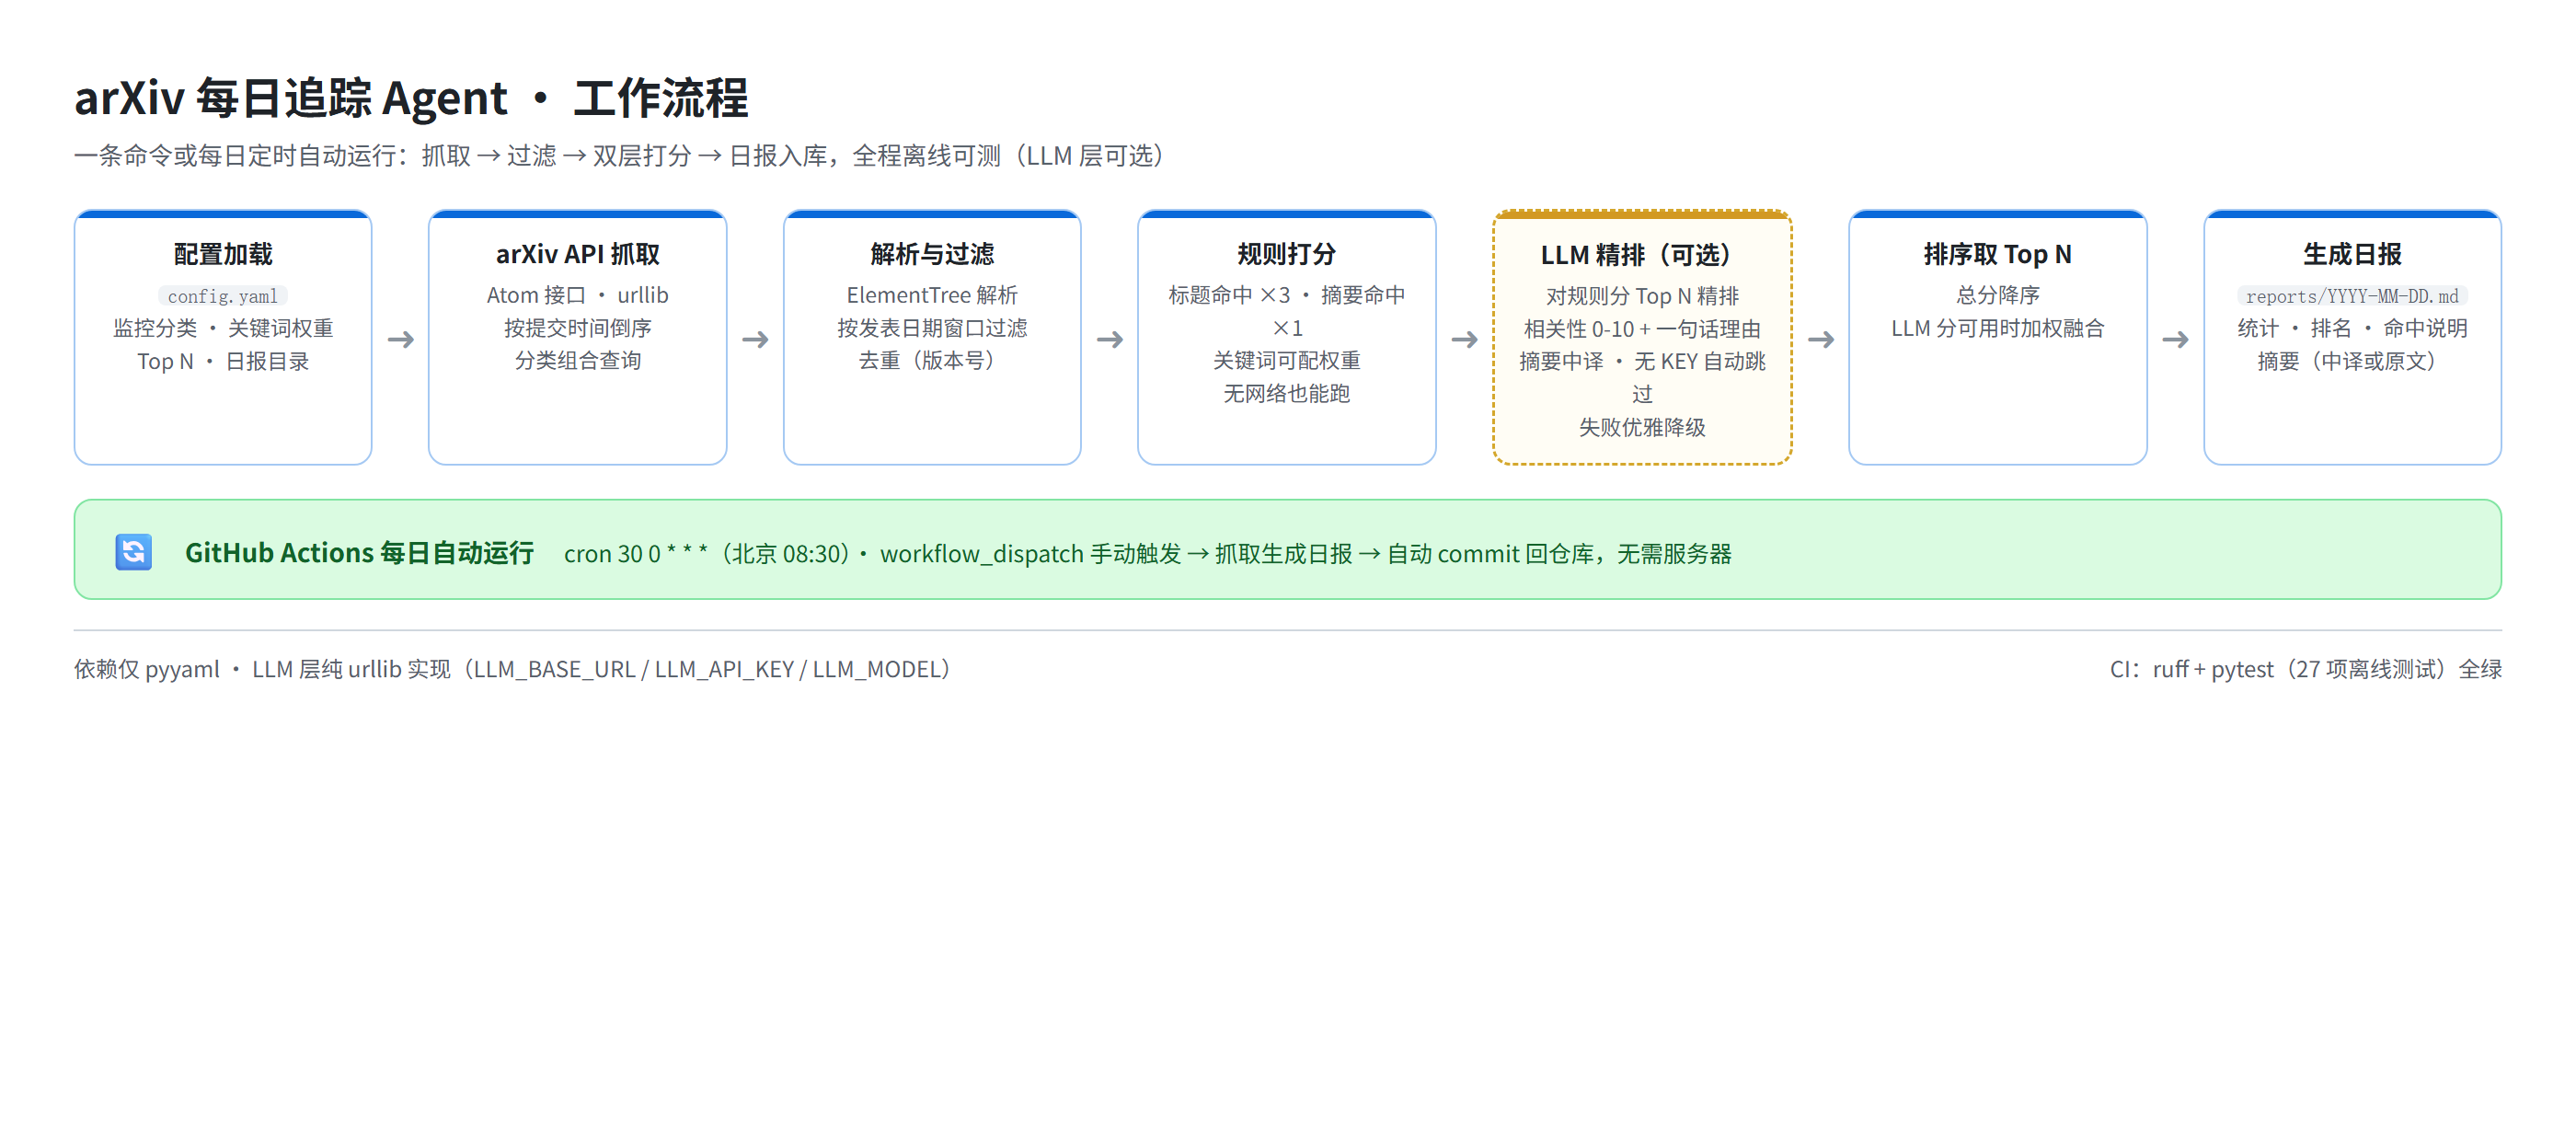 arXiv 每日追踪 Agent · 工作流程
一条命令或每日定时自动运行：抓取 → 过滤 → 双层打分 → 日报入库，全程离线可测（LLM 层可选）
配置加载
config.yaml
监控分类 · 关键词权重
Top N · 日报目录
→
arXiv API 抓取
Atom 接口 · urllib
按提交时间倒序
分类组合查询
→
解析与过滤
ElementTree 解析
按发表日期窗口过滤
去重（版本号）
→
规则打分
标题命中 ×3 · 摘要命中
×1
关键词可配权重
无网络也能跑
→
LLM 精排（可选）
对规则分 Top N 精排
相关性 0-10 + 一句话理由
摘要中译 · 无 KEY 自动跳
过
失败优雅降级
→
排序取 Top N
总分降序
LLM 分可用时加权融合
→
生成日报
reports/YYYY-MM-DD.md
统计 · 排名 · 命中说明
摘要（中译或原文）
GitHub Actions 每日自动运行 cron 30 0 * * *（北京 08:30）· workflow_dispatch 手动触发 → 抓取生成日报 → 自动 commit 回仓库，无需服务器
依赖仅 pyyaml · LLM 层纯 urllib 实现（LLM_BASE_URL / LLM_API_KEY / LLM_MODEL）
CI：ruff + pytest（27 项离线测试）全绿